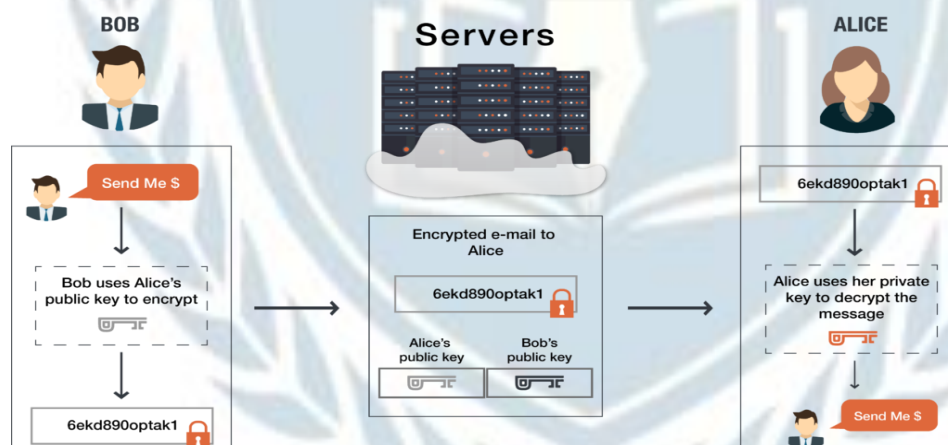 BOB
Send Me $
Bob uses Alice's
public key to encrypt
6ekd890optak1
Servers
Encrypted e-mail to
Alice
6ekd890optak1
Alice's
public key
Bob's
public key
ALICE
6ekd890optak1
Alice uses her private
key to decrypt the
message
Send Me $